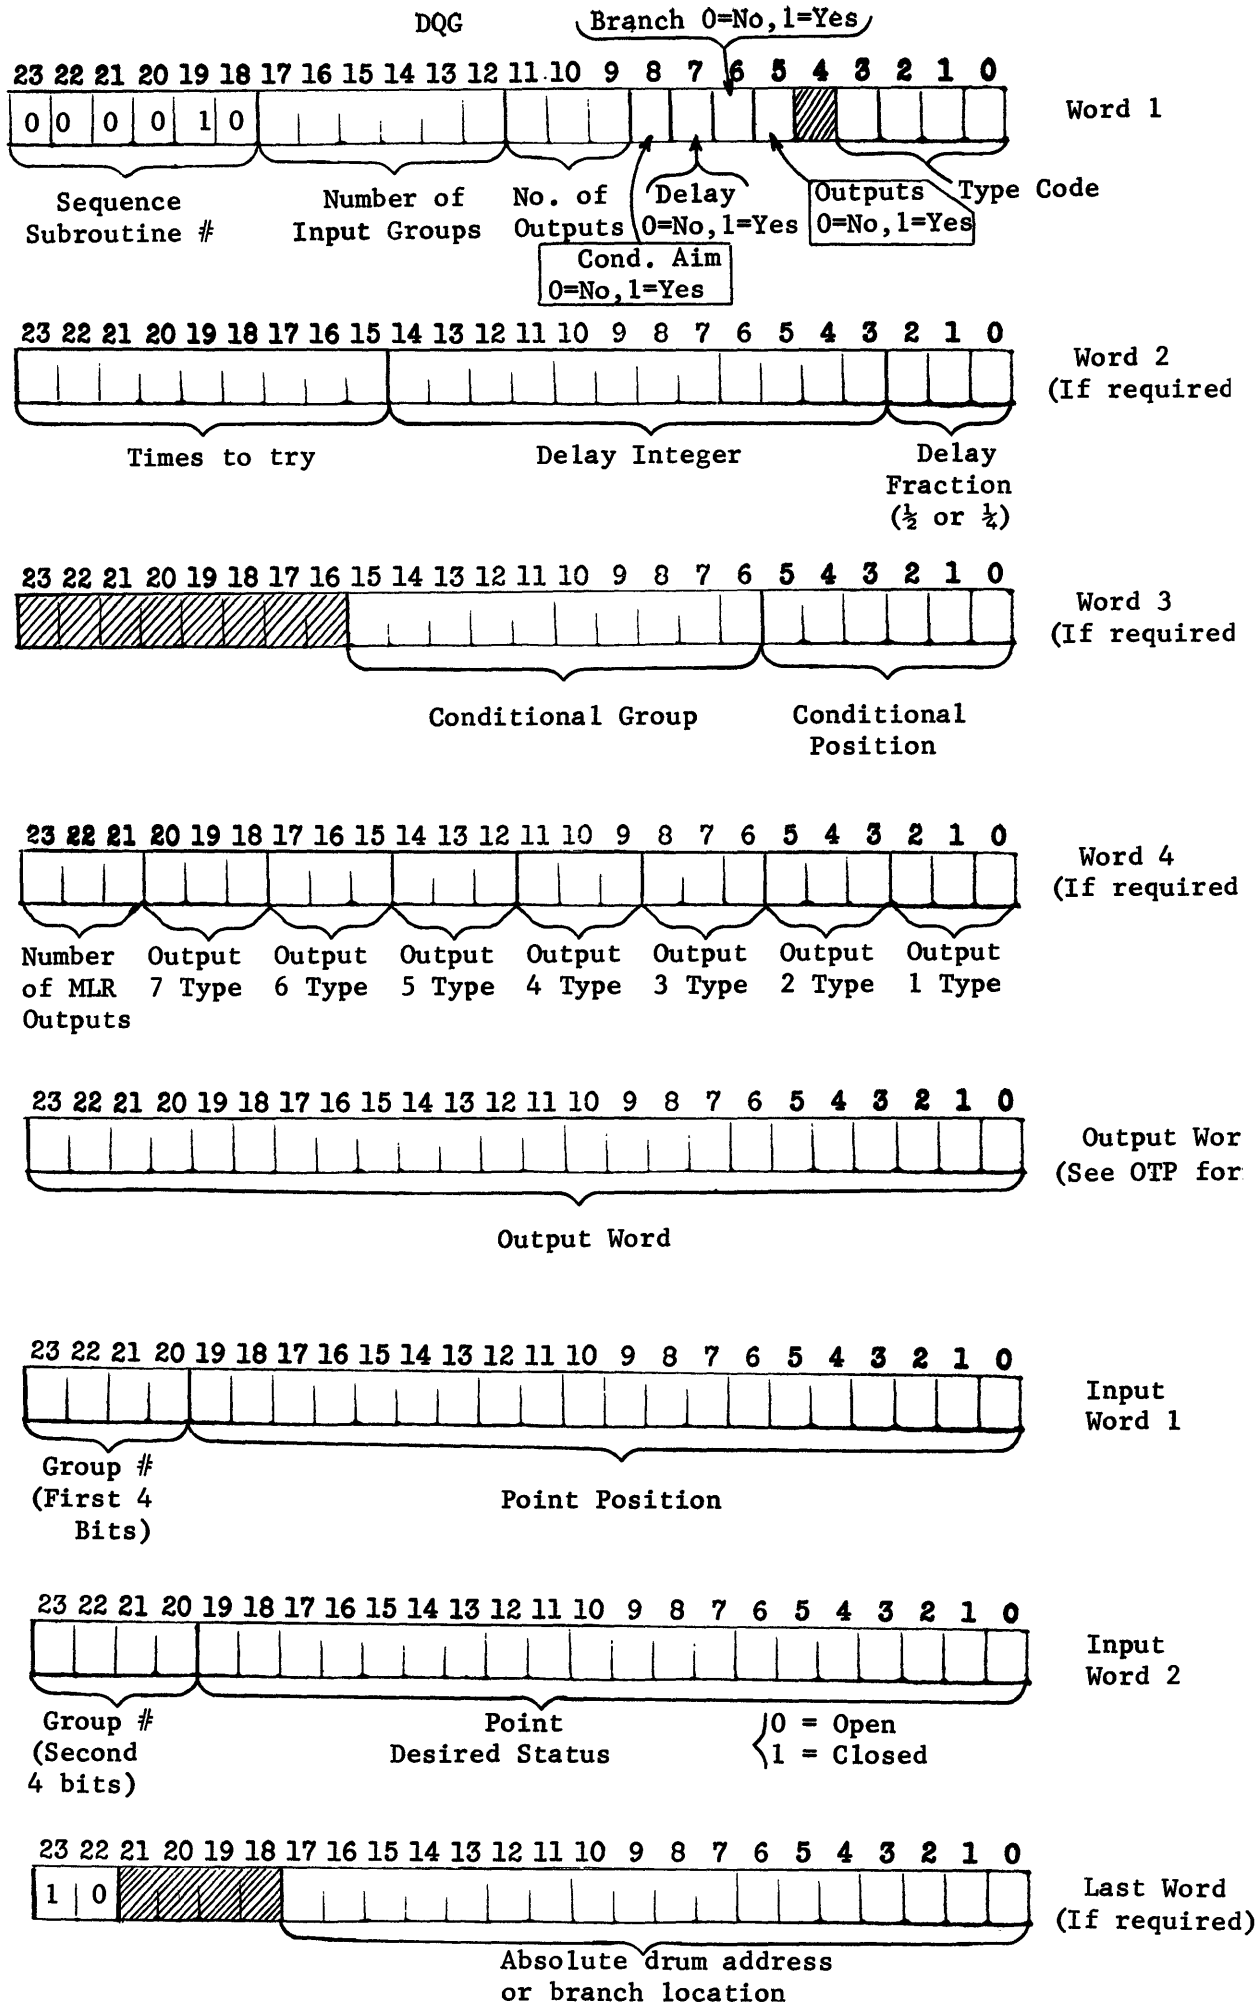 DQG
Branch 0=No,1=Yes
23 22 21 20 19 18 17 16 15 14 13 12 11 10 9 8 7 6 5 4 3 2 1 0
0 0 0 0 1 0
Word 1
Sequence
Subroutine #
Number of
Input Groups
No. of
Outputs
Delay
0=No,1=Yes
Outputs
0=No,1=Yes
Type Code
Cond. Aim
0=No,1=Yes
23 22 21 20 19 18 17 16 15 14 13 12 11 10 9 8 7 6 5 4 3 2 1 0
Word 2
(If required
Times to try
Delay Integer
Delay
Fraction
(½ or ¼)
23 22 21 20 19 18 17 16 15 14 13 12 11 10 9 8 7 6 5 4 3 2 1 0
Word 3
(If required
Conditional Group
Conditional
Position
23 22 21 20 19 18 17 16 15 14 13 12 11 10 9 8 7 6 5 4 3 2 1 0
Word 4
(If required
Number
of MLR
Outputs
Output
7 Type
Output
6 Type
Output
5 Type
Output
4 Type
Output
3 Type
Output
2 Type
Output
1 Type
23 22 21 20 19 18 17 16 15 14 13 12 11 10 9 8 7 6 5 4 3 2 1 0
Output Wor
(See OTP for
Output Word
23 22 21 20 19 18 17 16 15 14 13 12 11 10 9 8 7 6 5 4 3 2 1 0
Input
Word 1
Group #
(First 4
Bits)
Point Position
23 22 21 20 19 18 17 16 15 14 13 12 11 10 9 8 7 6 5 4 3 2 1 0
Input
Word 2
Group #
(Second
4 bits)
Point
Desired Status
0 = Open
1 = Closed
23 22 21 20 19 18 17 16 15 14 13 12 11 10 9 8 7 6 5 4 3 2 1 0
1 0
Last Word
(If required)
Absolute drum address
or branch location